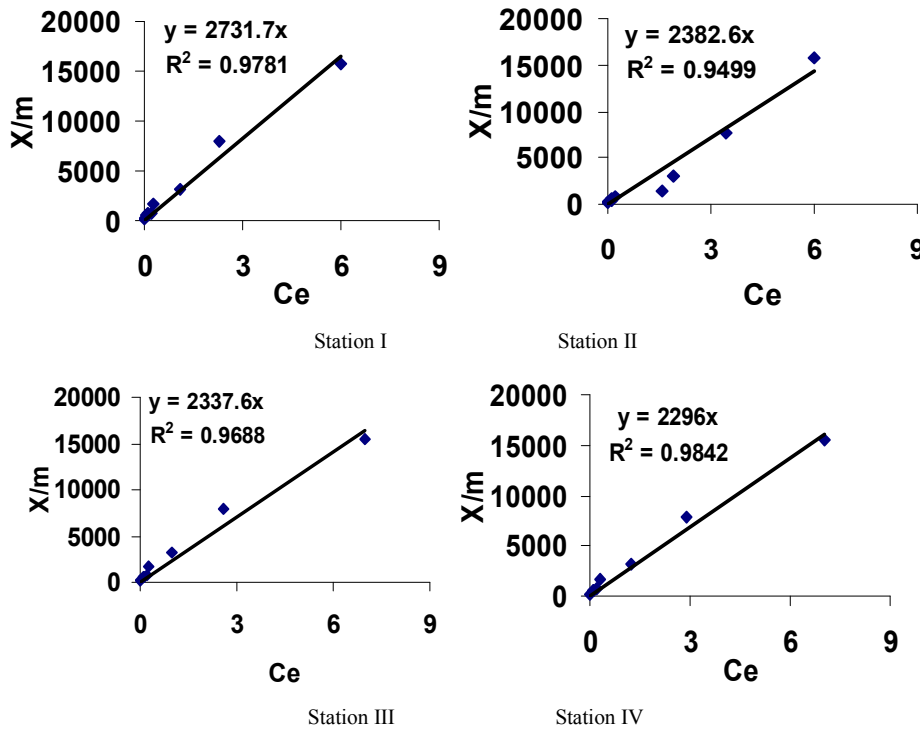 20000
15000
10000
5000
0
X/m
y = 2731.7x
R² = 0.9781
0 3 6 9
Ce
20000
15000
10000
5000
0
X/m
y = 2382.6x
R² = 0.9499
0 3 6 9
Ce
Station I
Station II
20000
15000
10000
5000
0
X/m
y = 2337.6x
R² = 0.9688
0 3 6 9
Ce
20000
15000
10000
5000
0
X/m
y = 2296x
R² = 0.9842
0 3 6 9
Ce
Station III
Station IV